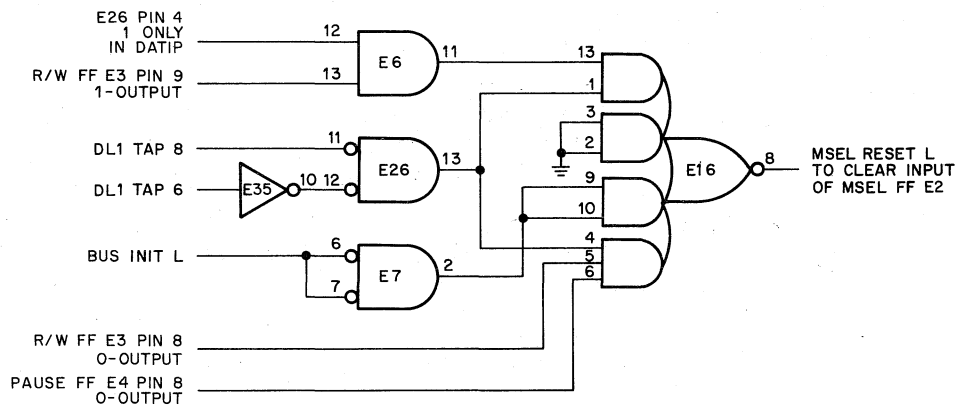 E26 PIN 4
1 ONLY
IN DATIP
12
R/W FF E3 PIN 9
1-OUTPUT
13
E6
11
13
1
DL1 TAP 8
11
DL1 TAP 6
E35
10
12
E26
13
3
2
9
10
E16
8
MSEL RESET L
TO CLEAR INPUT
OF MSEL FF E2
BUS INIT L
6
7
E7
2
4
5
6
R/W FF E3 PIN 8
0-OUTPUT
PAUSE FF E4 PIN 8
0-OUTPUT